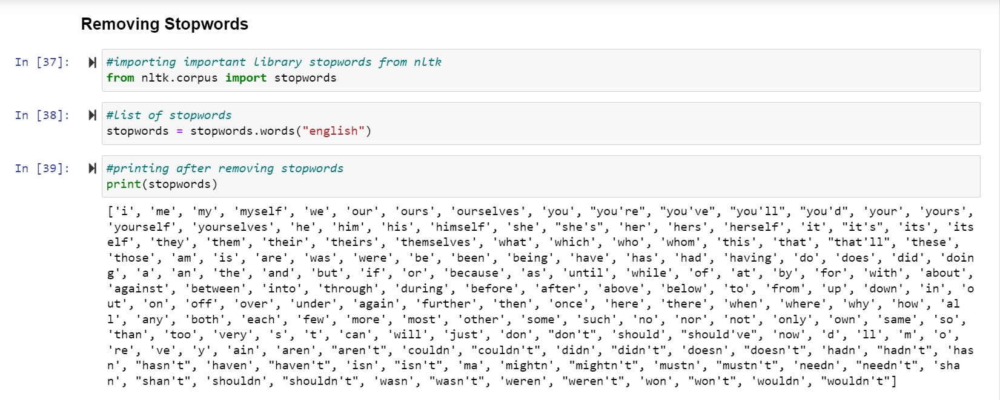 Removing Stopwords
In [37]:
#importing important library stopwords from nltk
from nltk.corpus import stopwords
In [38]:
#list of stopwords
stopwords = stopwords.words("english")
In [39]:
#printing after removing stopwords
print(stopwords)
['i', 'me', 'my', 'myself', 'we', 'our', 'ours', 'ourselves', 'you', "you're", "you've", "you'll", "you'd", 'your', 'yours',
'yourself', 'yourselves', 'he', 'him', 'his', 'himself', 'she', "she's", 'her', 'hers', 'herself', 'it', "it's", 'its', 'its
elf', 'they', 'them', 'their', 'theirs', 'themselves', 'what', 'which', 'who', 'whom', 'this', 'that', "that'll", 'these',
'those', 'am', 'is', 'are', 'was', 'were', 'be', 'been', 'being', 'have', 'has', 'had', 'having', 'do', 'does', 'did', 'doin
g', 'a', 'an', 'the', 'and', 'but', 'if', 'or', 'because', 'as', 'until', 'while', 'of', 'at', 'by', 'for', 'with', 'about',
'against', 'between', 'into', 'through', 'during', 'before', 'after', 'above', 'below', 'to', 'from', 'up', 'down', 'in', 'o
ut', 'on', 'off', 'over', 'under', 'again', 'further', 'then', 'once', 'here', 'there', 'when', 'where', 'why', 'how', 'al
l', 'any', 'both', 'each', 'few', 'more', 'most', 'other', 'some', 'such', 'no', 'nor', 'not', 'only', 'own', 'same', 'so',
'than', 'too', 'very', 's', 't', 'can', 'will', 'just', 'don', "don't", 'should', "should've", 'now', 'd', 'll', 'm', 'o',
're', 've', 'y', 'ain', 'aren', "aren't", 'couldn', "couldn't", 'didn', "didn't", 'doesn', "doesn't", 'hadn', "hadn't", 'has
n', "hasn't", 'haven', "haven't", 'isn', "isn't", 'ma', 'mightn', "mightn't", 'mustn', "mustn't", 'needn', "needn't", 'sha
n', "shan't", 'shouldn', "shouldn't", 'wasn', "wasn't", 'weren', "weren't", 'won', "won't", 'wouldn', "wouldn't"]